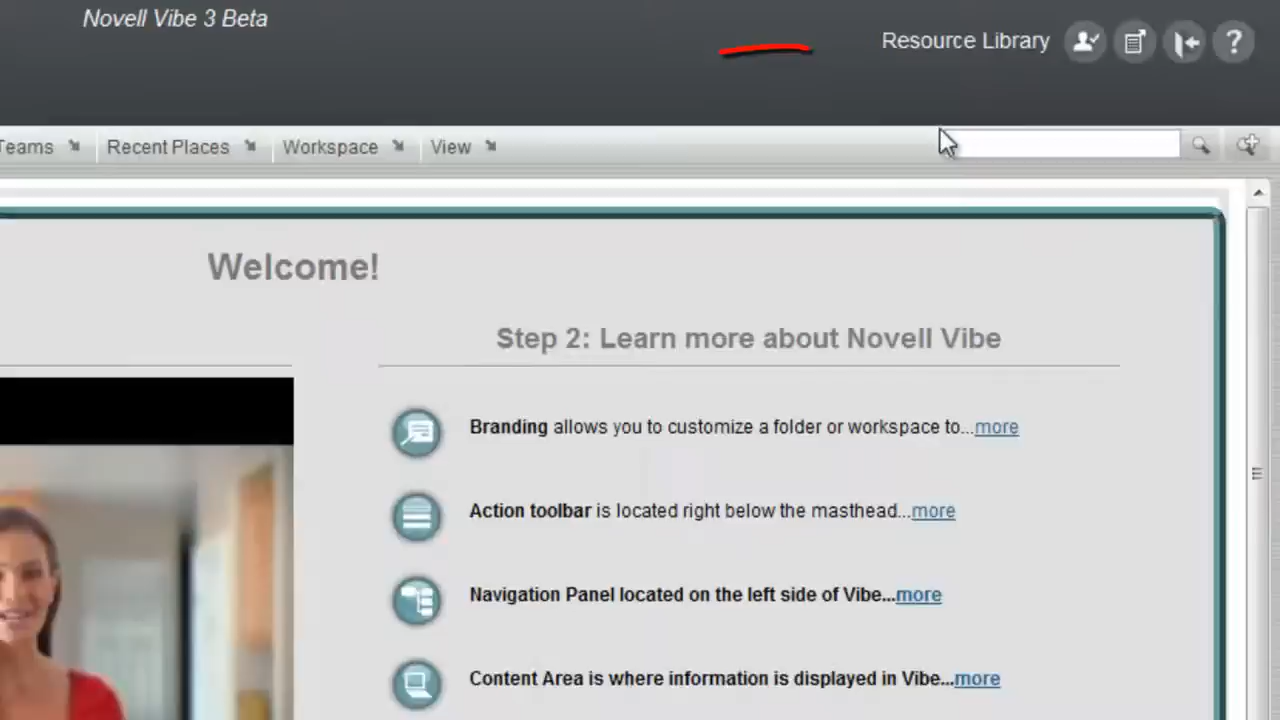 Novell Vibe 3 Beta
Resource Library
Teams Recent Places Workspace View
Welcome!
Step 2: Learn more about Novell Vibe
Branding allows you to customize a folder or workspace to...more
Action toolbar is located right below the masthead...more
Navigation Panel located on the left side of Vibe...more
Content Area is where information is displayed in Vibe...more